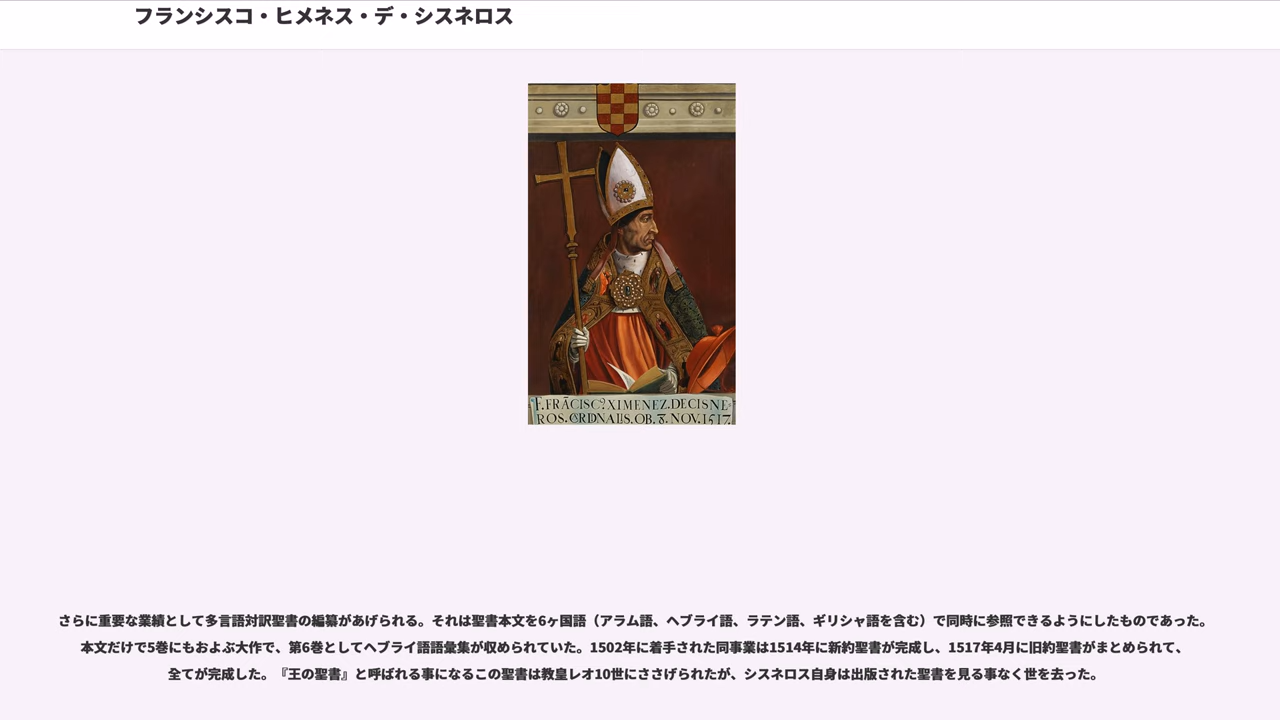 フランシスコ・ヒメネス・デ・シスネロス
F.FRÃCISCꝰ.XIMENEZ.DECISNE-
ROS.CARDNALIS.OB.8.NOV.1517
さらに重要な業績として多言語対訳聖書の編纂があげられる。それは聖書本文を6ヶ国語（アラム語、ヘブライ語、ラテン語、ギリシャ語を含む）で同時に参照できるようにしたものであった。
本文だけで5巻にもおよぶ大作で、第6巻としてヘブライ語語彙集が収められていた。1502年に着手された同事業は1514年に新約聖書が完成し、1517年4月に旧約聖書がまとめられて、
全てが完成した。『王の聖書』と呼ばれる事になるこの聖書は教皇レオ10世にささげられたが、シスネロス自身は出版された聖書を見る事なく世を去った。